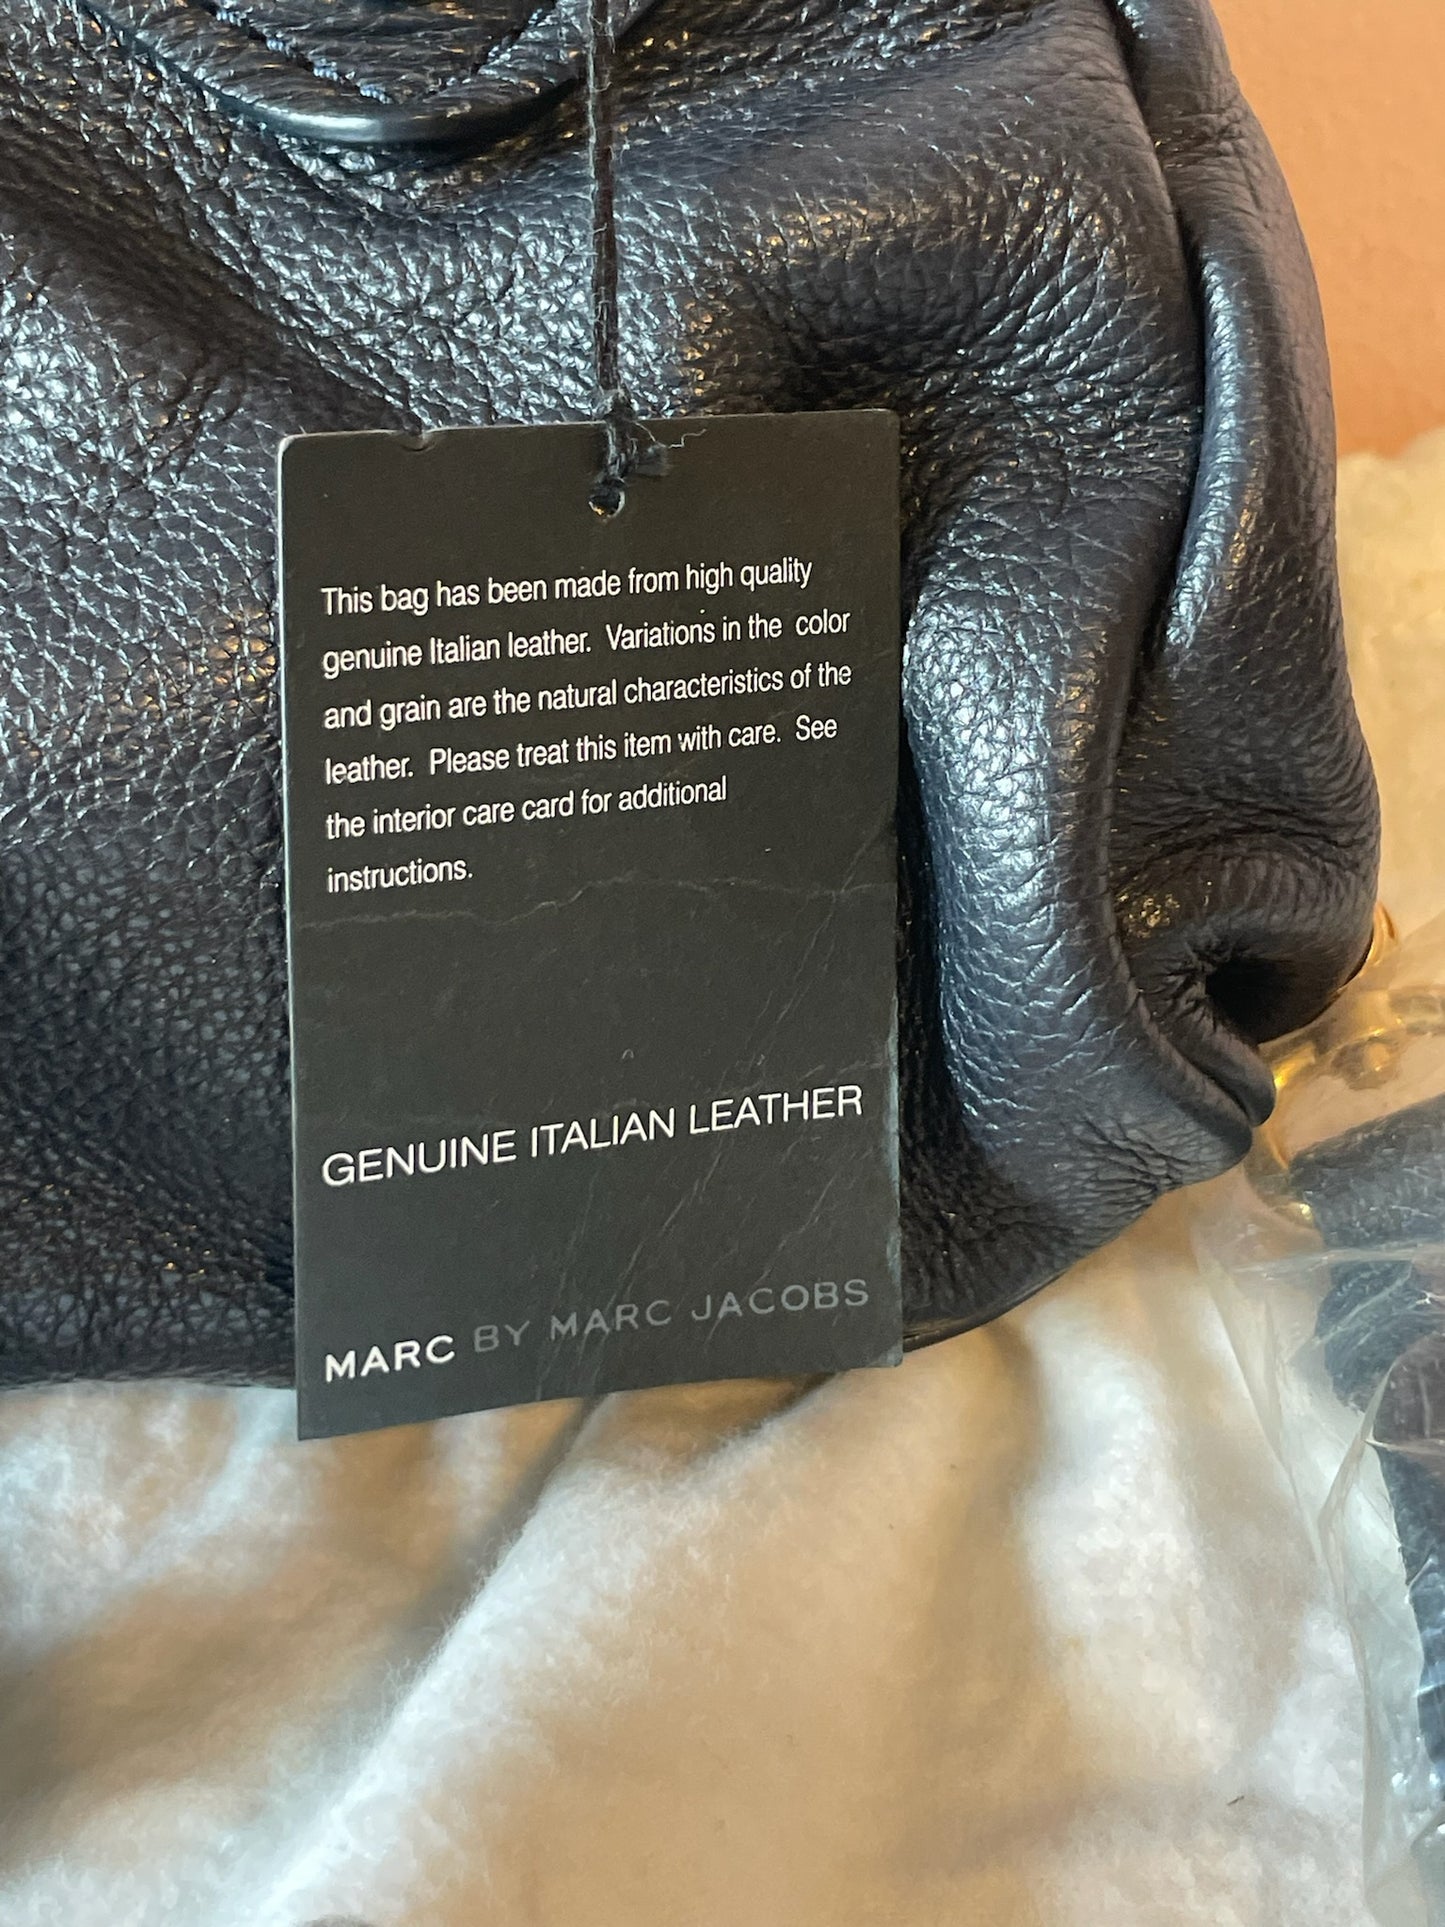 This bag has been made from high quality
genuine Italian leather. Variations in the color
and grain are the natural characteristics of the
leather. Please treat this item with care. See
the interior care card for additional
instructions.
GENUINE ITALIAN LEATHER
MARC BY MARC JACOBS